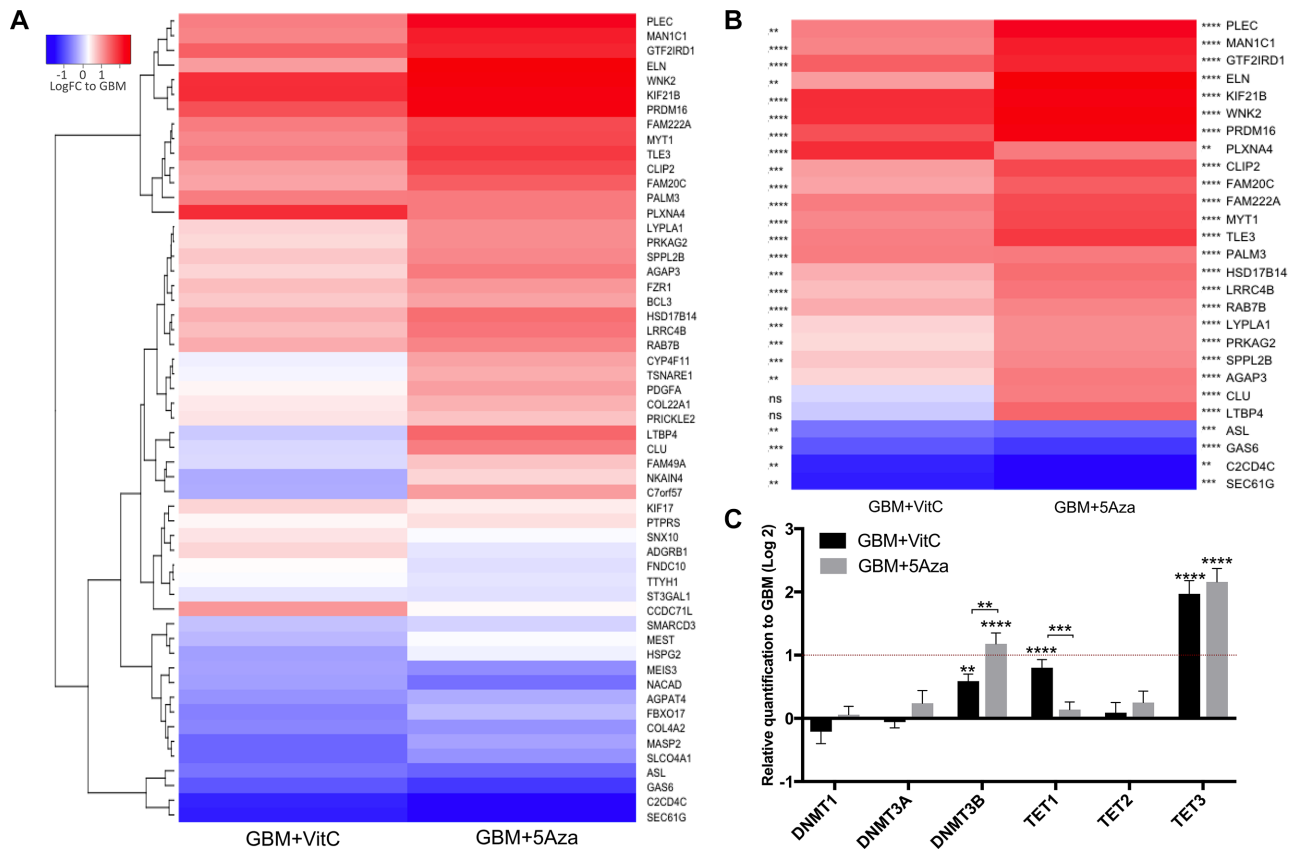 A
-1 0 1
LogFC to GBM
PLEC
MAN1C1
GTF2IRD1
ELN
WNK2
KIF21B
PRDM16
FAM222A
MYT1
TLE3
CLIP2
FAM20C
PALM3
PLXNA4
LYPLA1
PRKAG2
SPPL2B
AGAP3
FZR1
BCL3
HSD17B14
LRRC4B
RAB7B
CYP4F11
TSNARE1
PDGFA
COL22A1
PRICKLE2
LTBP4
CLU
FAM49A
NKAIN4
C7orf57
KIF17
PTPRS
SNX10
ADGRB1
FNDC10
TTYH1
ST3GAL1
CCDC71L
SMARCD3
MEST
HSPG2
MEIS3
NACAD
AGPAT4
FBXO17
COL4A2
MASP2
SLCO4A1
ASL
GAS6
C2CD4C
SEC61G
GBM+VitC GBM+5Aza
B
** **** PLEC
**** **** MAN1C1
**** **** GTF2IRD1
** **** ELN
**** **** KIF21B
**** **** WNK2
**** **** PRDM16
**** ** PLXNA4
*** **** CLIP2
**** **** FAM20C
**** **** FAM222A
**** **** MYT1
**** **** TLE3
**** **** PALM3
*** **** HSD17B14
**** **** LRRC4B
**** **** RAB7B
*** **** LYPLA1
*** **** PRKAG2
*** **** SPPL2B
** **** AGAP3
ns **** CLU
ns **** LTBP4
** *** ASL
*** **** GAS6
** ** C2CD4C
** *** SEC61G
GBM+VitC GBM+5Aza
C
Relative quantification to GBM (Log 2)
3
2
1
0
-1
GBM+VitC
GBM+5Aza
** **** **
**** ***
**** ****
DNMT1
DNMT3A
DNMT3B
TET1
TET2
TET3